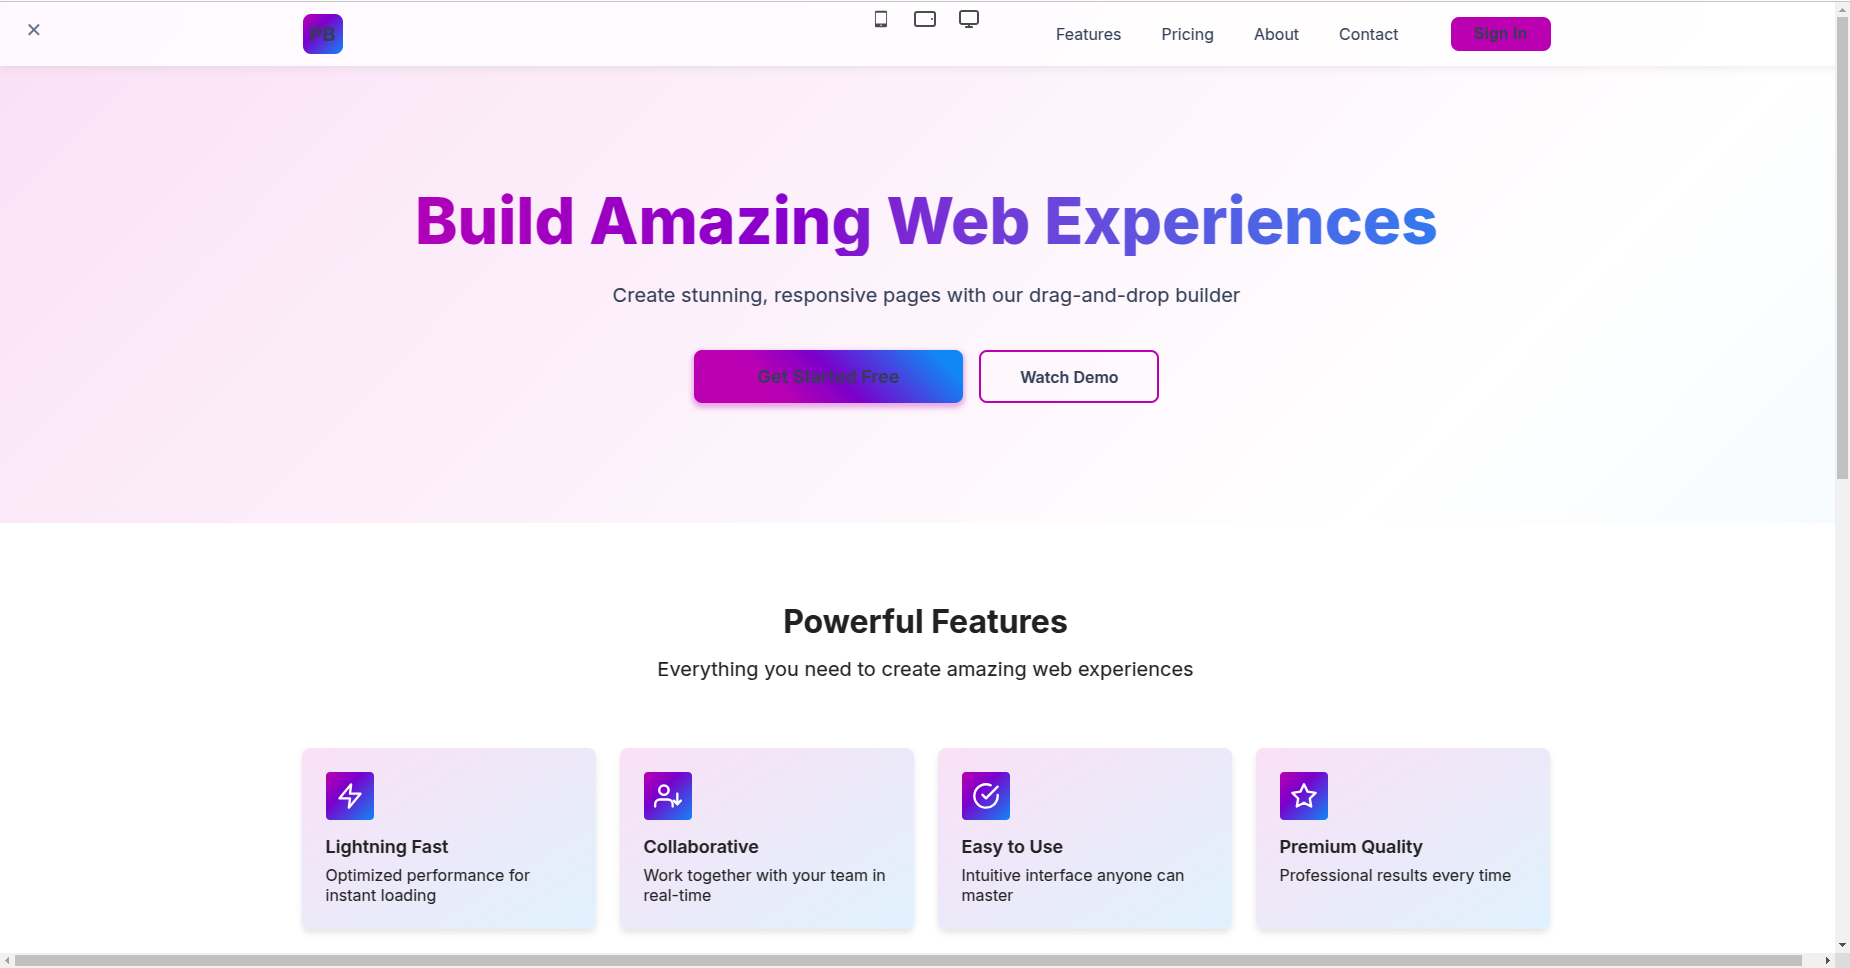 PB
Features
Pricing
About
Contact
Sign In
Build Amazing Web Experiences
Create stunning, responsive pages with our drag-and-drop builder
Get Started Free
Watch Demo
Powerful Features
Everything you need to create amazing web experiences
Lightning Fast
Optimized performance for
instant loading
Collaborative
Work together with your team in
real-time
Easy to Use
Intuitive interface anyone can
master
Premium Quality
Professional results every time